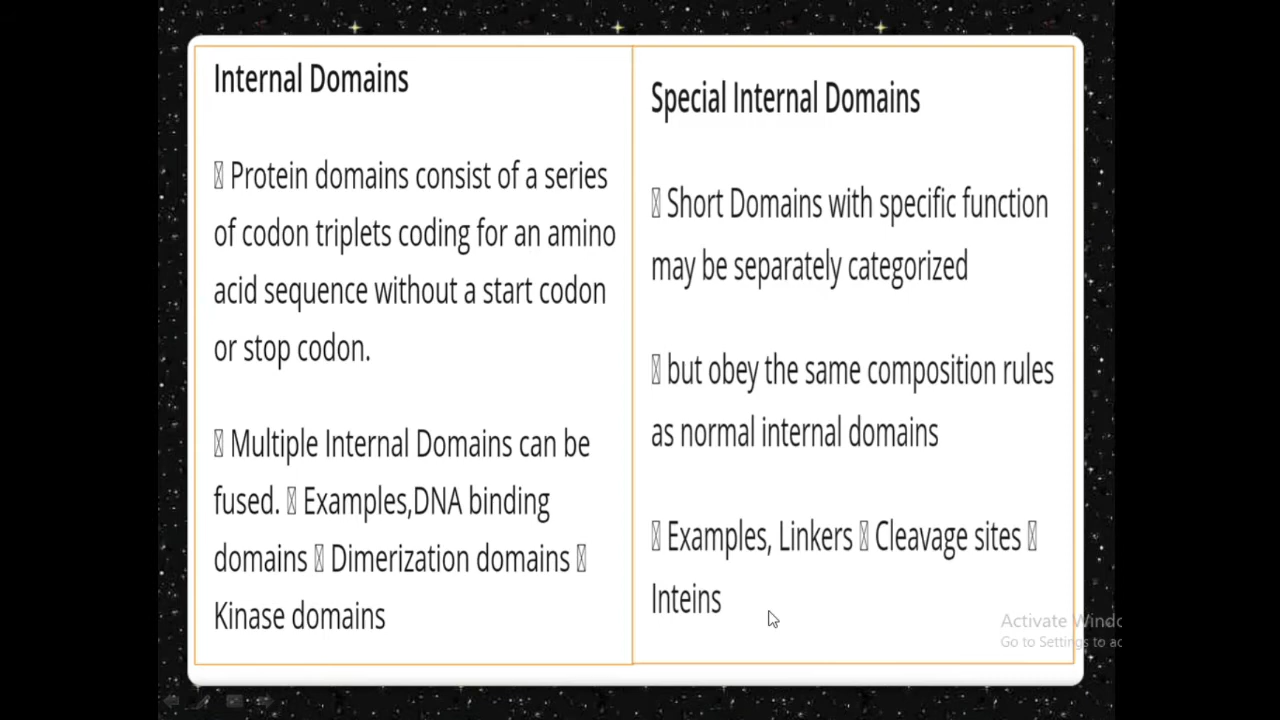 Internal Domains
 Protein domains consist of a series
of codon triplets coding for an amino
acid sequence without a start codon
or stop codon.
 Multiple Internal Domains can be
fused.  Examples,DNA binding
domains  Dimerization domains 
Kinase domains
Special Internal Domains
 Short Domains with specific function
may be separately categorized
 but obey the same composition rules
as normal internal domains
 Examples, Linkers  Cleavage sites 
Inteins
Activate Windo
Go to Settings to ac